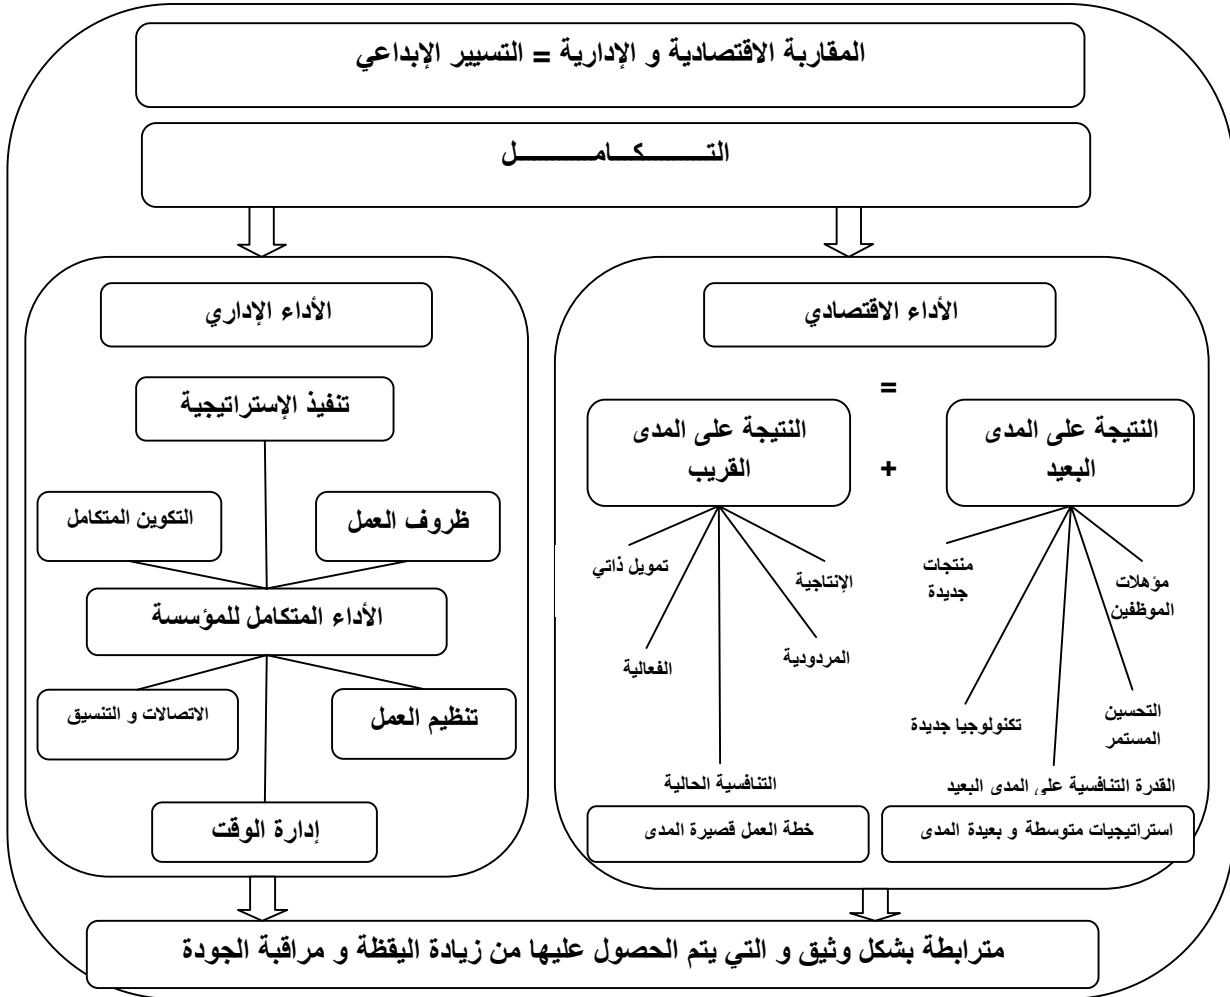 المقاربة الاقتصادية و الإدارية = التسيير الإبداعي
التـــــــكـــامـــــــــل
الأداء الاقتصادي
=
النتيجة على المدى
البعيد
+
النتيجة على المدى
القريب
منتجات
جديدة
مؤهلات
الموظفين
تكنولوجيا جديدة
التحسين
المستمر
القدرة التنافسية على المدى البعيد
الإنتاجية
تمويل ذاتي
المردودية
الفعالية
التنافسية الحالية
استراتيجيات متوسطة و بعيدة المدى
خطة العمل قصيرة المدى
الأداء الإداري
تنفيذ الإستراتيجية
ظروف العمل
التكوين المتكامل
الأداء المتكامل للمؤسسة
تنظيم العمل
الاتصالات و التنسيق
إدارة الوقت
مترابطة بشكل وثيق و التي يتم الحصول عليها من زيادة اليقظة و مراقبة الجودة